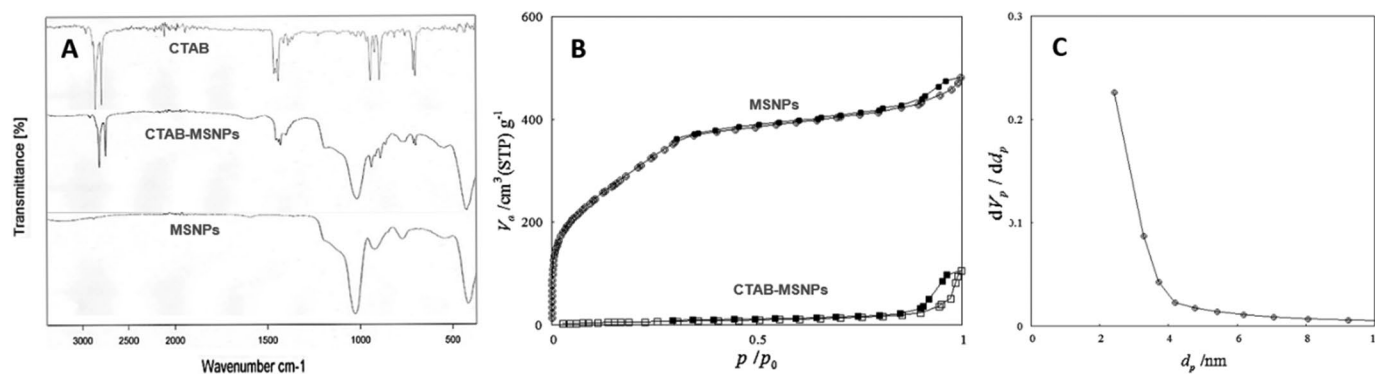 A
CTAB
CTAB-MSNPs
MSNPs
Transmittance [%]
3000 2500 2000 1500 1000 500
Wavenumber cm-1
B
600
400
200
0
MSNPs
CTAB-MSNPs
Va /cm3(STP) g-1
0 0.5 1
p /p0
C
0.3
0.2
0.1
0
dVp / ddp
0 2 4 6 8 10
dp /nm